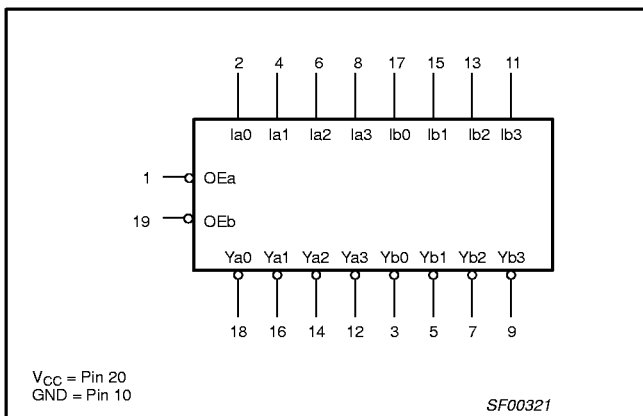 2 4 6 8 17 15 13 11
Ia0 Ia1 Ia2 Ia3 Ib0 Ib1 Ib2 Ib3
1 OEa
19 OEb
Ya0 Ya1 Ya2 Ya3 Yb0 Yb1 Yb2 Yb3
18 16 14 12 3 5 7 9
VCC = Pin 20
GND = Pin 10
SF00321